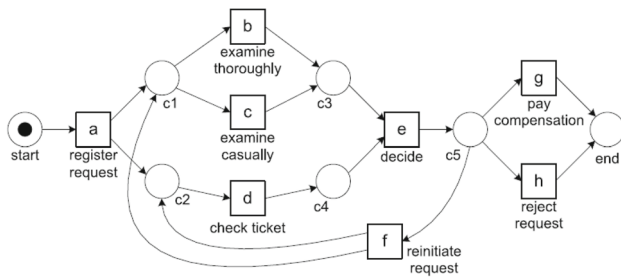 b
examine
thoroughly
g
pay
compensation
c1
c3
a
register
request
start
c
examine
casually
e
decide
c5
end
c2
d
check ticket
c4
h
reject
request
f
reinitiate
request